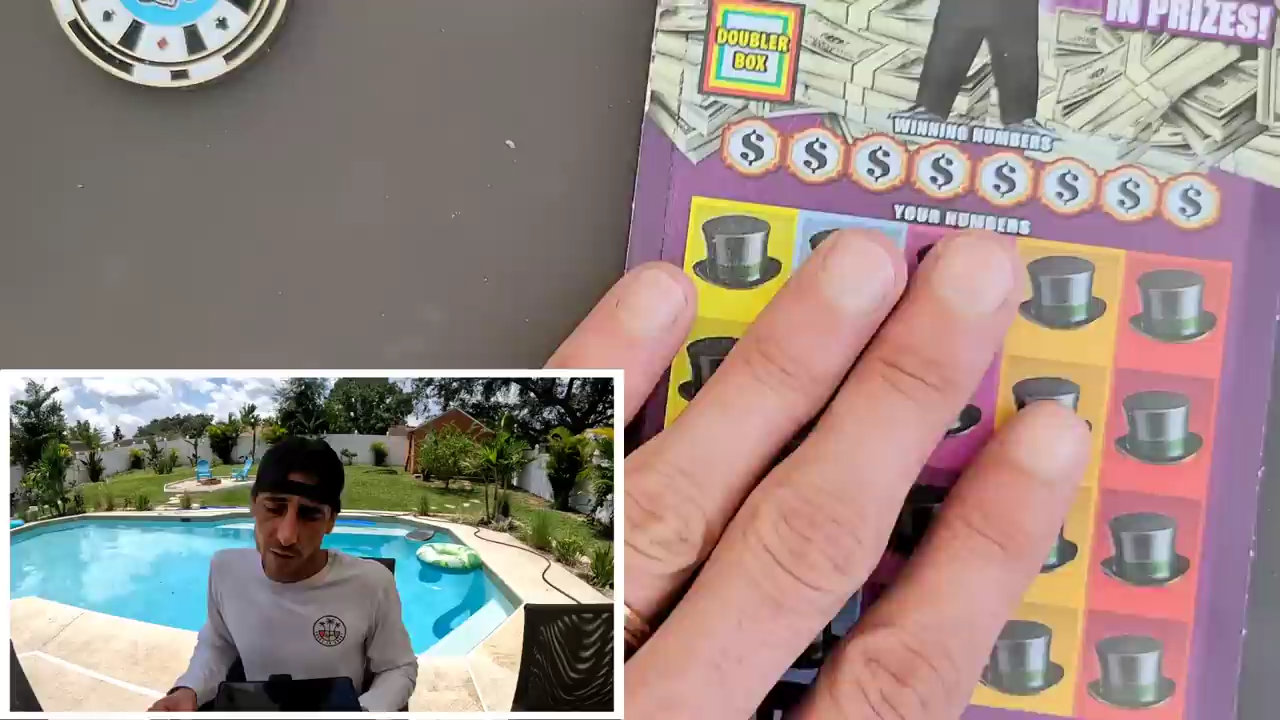 IN PRIZES!
DOUBLER
BOX
WINNING NUMBERS
$ $ $ $ $ $ $ $
YOUR NUMBERS